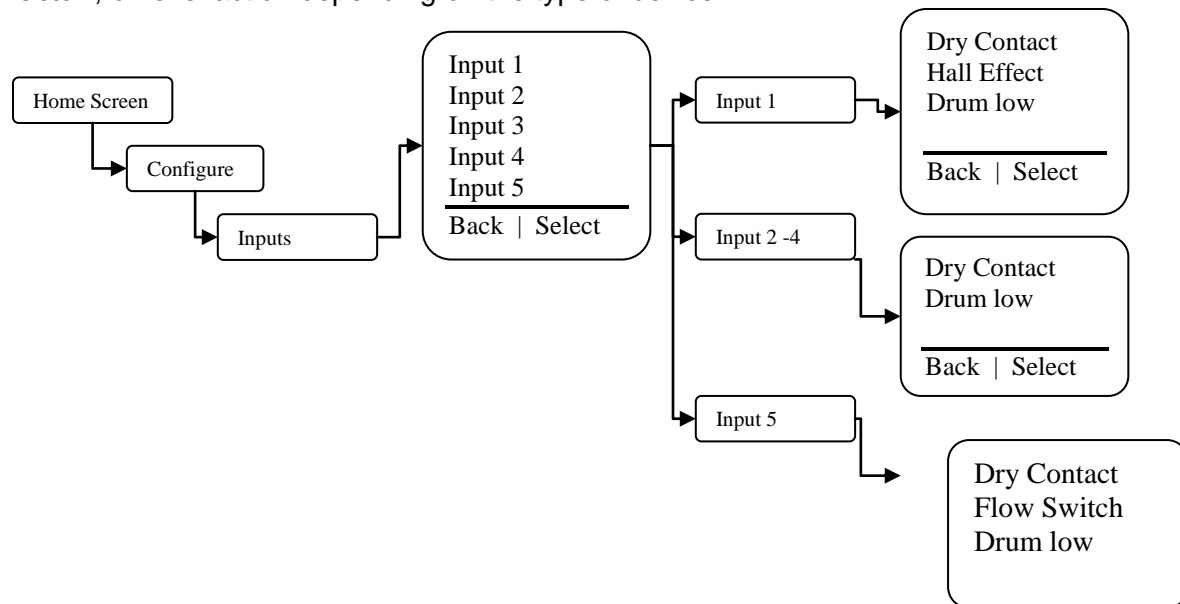 Home Screen
Configure
Inputs
Input 1
Input 2
Input 3
Input 4
Input 5
Back | Select
Input 1
Dry Contact
Hall Effect
Drum low
Back | Select
Input 2 -4
Dry Contact
Drum low
Back | Select
Input 5
Dry Contact
Flow Switch
Drum low